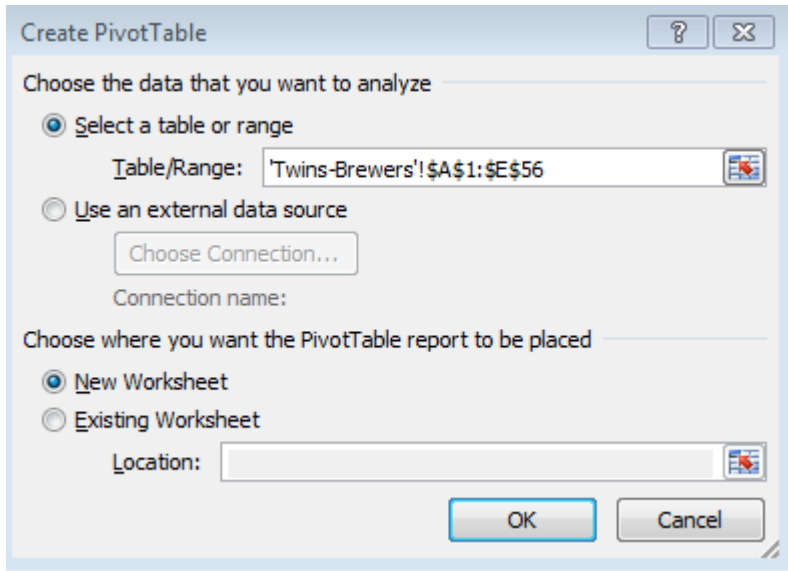 Create PivotTable
Choose the data that you want to analyze
Select a table or range
Table/Range: 'Twins-Brewers'!$A$1:$E$56
Use an external data source
Choose Connection...
Connection name:
Choose where you want the PivotTable report to be placed
New Worksheet
Existing Worksheet
Location:
OK Cancel